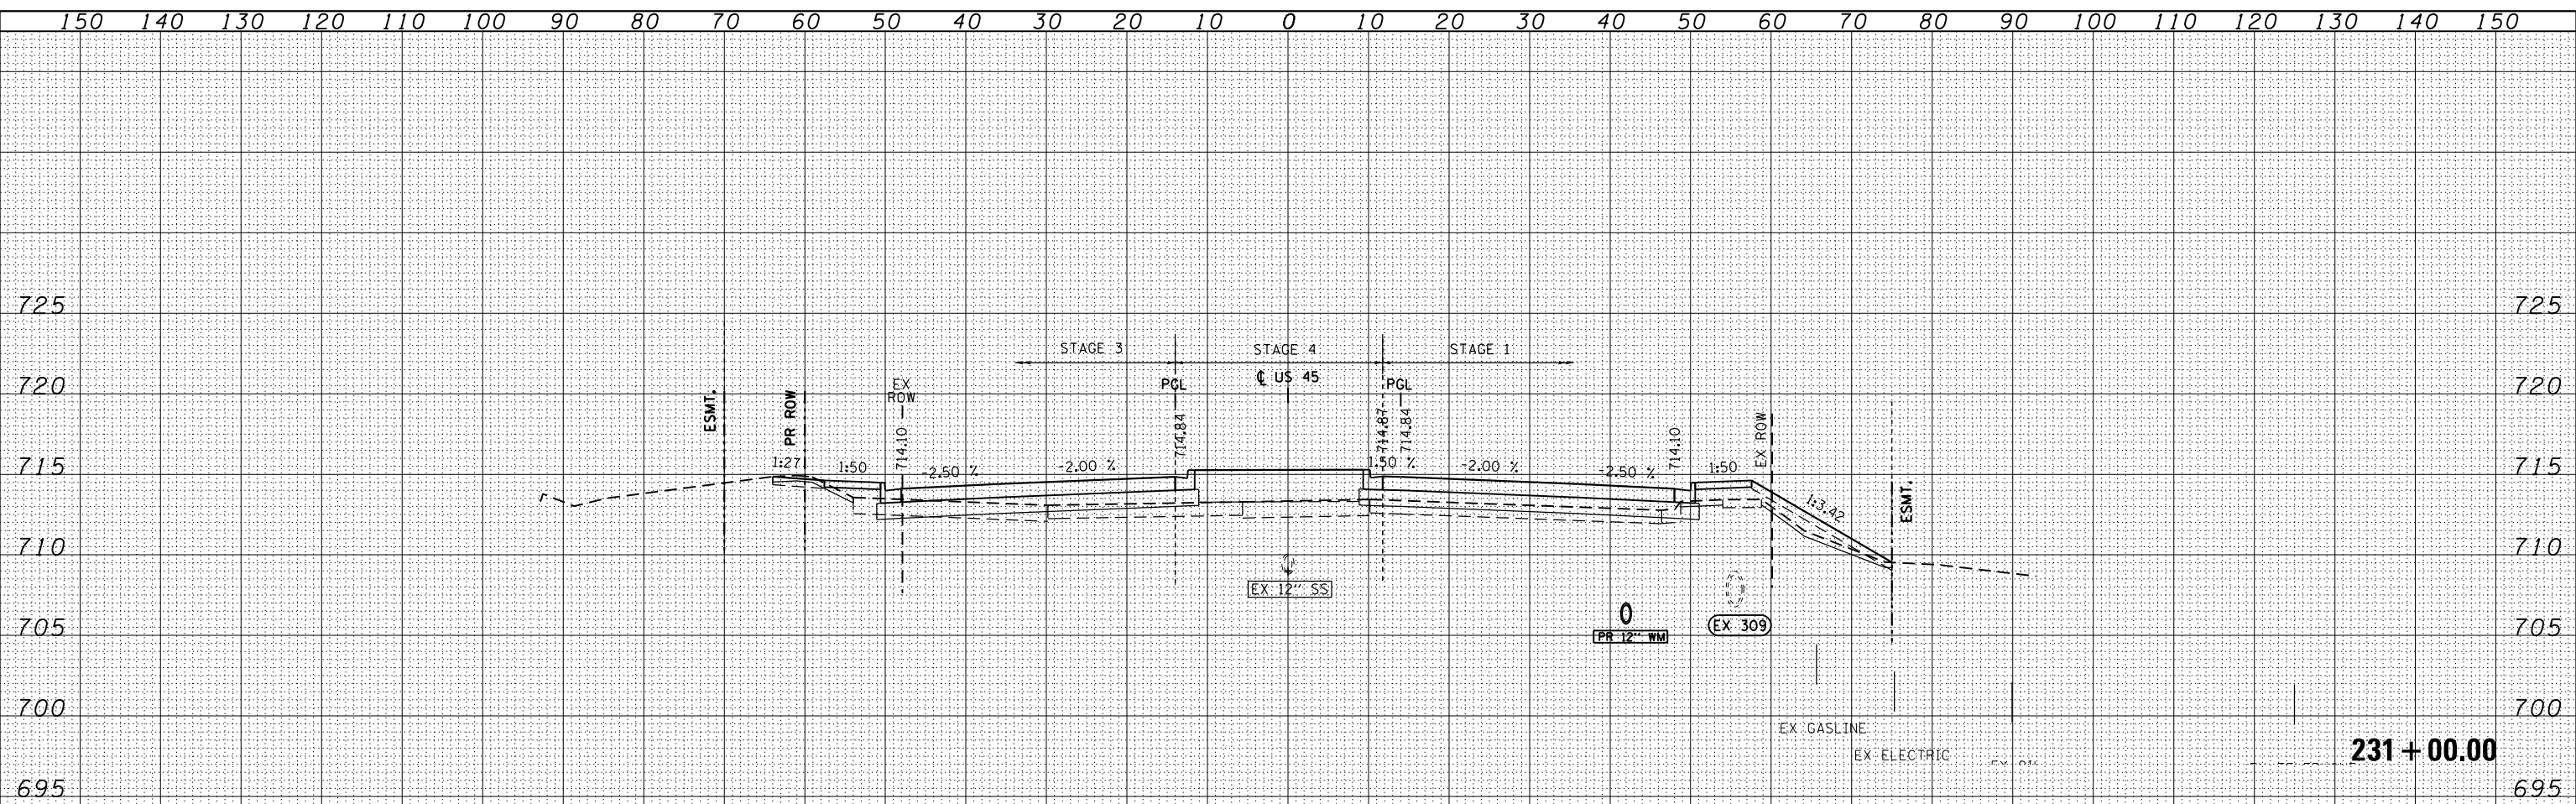 150 140 130 120 110 100 90 80 70 60 50 40 30 20 10 0 10 20 30 40 50 60 70 80 90 100 110 120 130 140 150
725 725
STAGE 3 STAGE 4 STAGE 1
℄ US 45
720 720
EX
ROW
PGL PGL
ESMT.
PR ROW
714.10
714.84
714.87
714.84
714.10
EX ROW
ESMT.
715 715
1:27 1:50 -2.50 % -2.00 % 1.50 % -2.00 % -2.50 % 1:50
1:3.42
710 710
EX 12'' SS
705 705
PR 12'' WM
EX 309
700 700
EX GASLINE
EX ELECTRIC
231+00.00
695 695